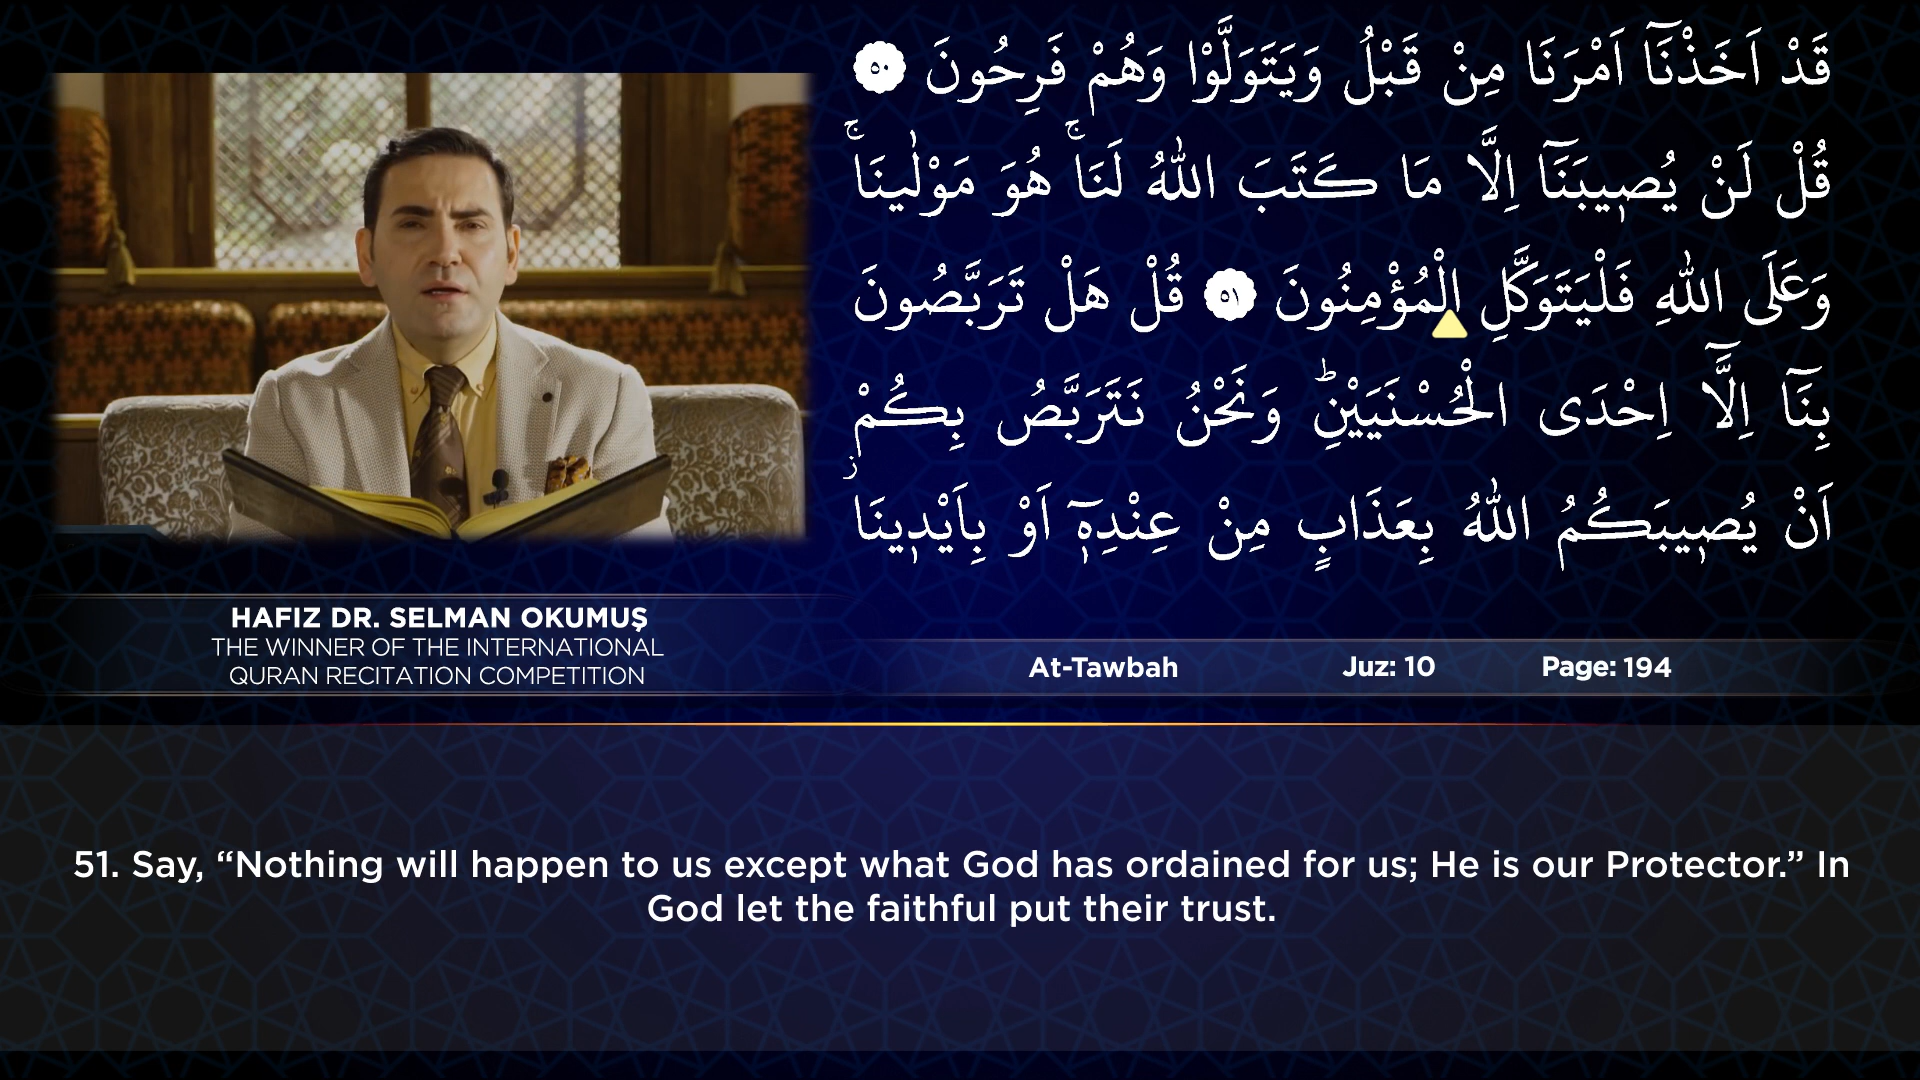 قَدْ اَخَذْنَٓا اَمْرَنَا مِنْ قَبْلُ وَيَتَوَلَّوْا وَهُمْ فَرِحُونَ ٥٠
قُلْ لَنْ يُصٖيبَنَٓا اِلَّا مَا كَتَبَ اللّٰهُ لَنَاۚ هُوَ مَوْلٰينَاۚ
وَعَلَى اللّٰهِ فَلْيَتَوَكَّلِ الْمُؤْمِنُونَ ٥١ قُلْ هَلْ تَرَبَّصُونَ
بِنَٓا اِلَّٓا اِحْدَى الْحُسْنَيَيْنِؕ وَنَحْنُ نَتَرَبَّصُ بِكُمْ
اَنْ يُصٖيبَكُمُ اللّٰهُ بِعَذَابٍ مِنْ عِنْدِهٖٓ اَوْ بِاَيْدٖينَاؗ
HAFIZ DR. SELMAN OKUMUŞ
THE WINNER OF THE INTERNATIONAL
QURAN RECITATION COMPETITION
At-Tawbah Juz: 10 Page: 194
51. Say, “Nothing will happen to us except what God has ordained for us; He is our Protector.” In
God let the faithful put their trust.